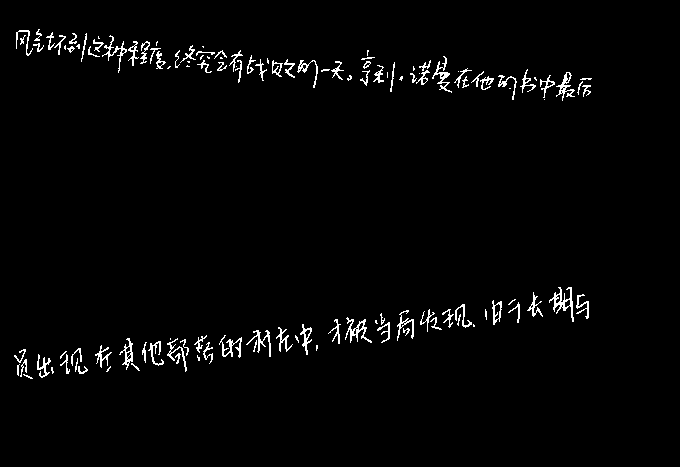 风气坏到这种程度,终究会有战败的一天。亨利。诺曼在他的书中最后
员出现在其他部落的村庄中,才被当局发现。由于长期与